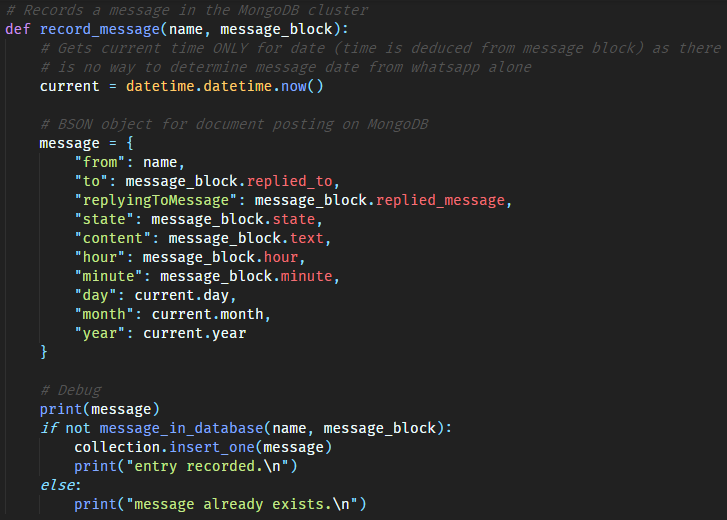 # Records a message in the MongoDB cluster
def record_message(name, message_block):
    # Gets current time ONLY for date (time is deduced from message block) as there
    # is no way to determine message date from whatsapp alone
    current = datetime.datetime.now()

    # BSON object for document posting on MongoDB
    message = {
        "from": name,
        "to": message_block.replied_to,
        "replyingToMessage": message_block.replied_message,
        "state": message_block.state,
        "content": message_block.text,
        "hour": message_block.hour,
        "minute": message_block.minute,
        "day": current.day,
        "month": current.month,
        "year": current.year
    }

    # Debug
    print(message)
    if not message_in_database(name, message_block):
        collection.insert_one(message)
        print("entry recorded.\n")
    else:
        print("message already exists.\n")